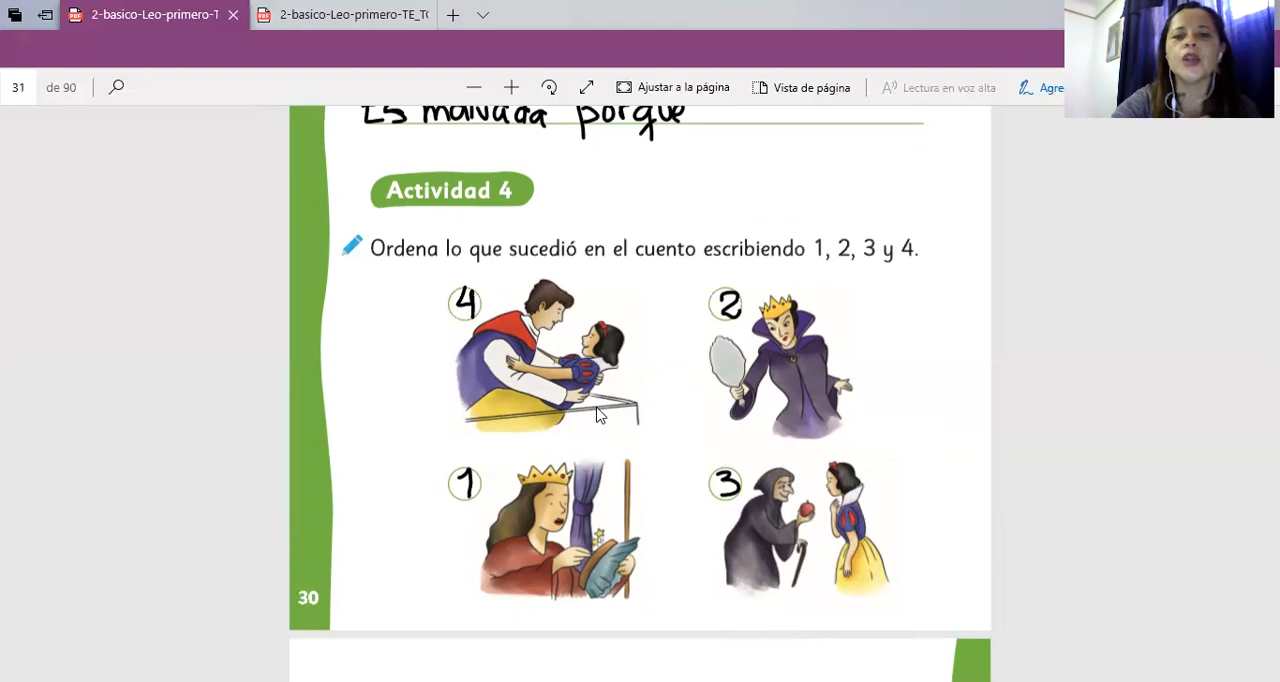 2-basico-Leo-primero-T
2-basico-Leo-primero-TE_TC
31 de 90
Ajustar a la página
Vista de página
Lectura en voz alta
Agre
Es malvada porque
Actividad 4
Ordena lo que sucedió en el cuento escribiendo 1, 2, 3 y 4.
4
2
1
3
30